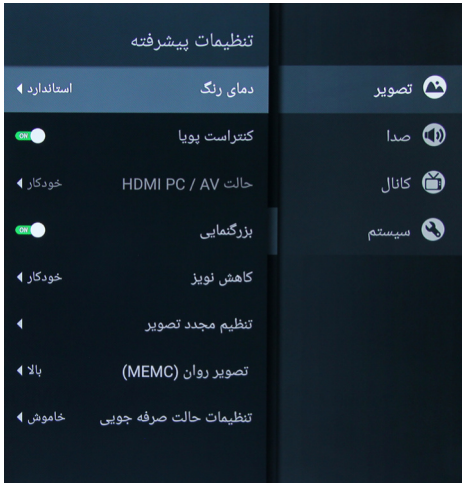 تصویر
صدا
کانال
سیستم
تنظیمات پیشرفته
دمای رنگ استاندارد
کنتراست پویا ON
حالت HDMI PC / AV خودکار
بزرگنمایی ON
کاهش نویز خودکار
تنظیم مجدد تصویر
تصویر روان (MEMC) بالا
تنظیمات حالت صرفه جویی خاموش